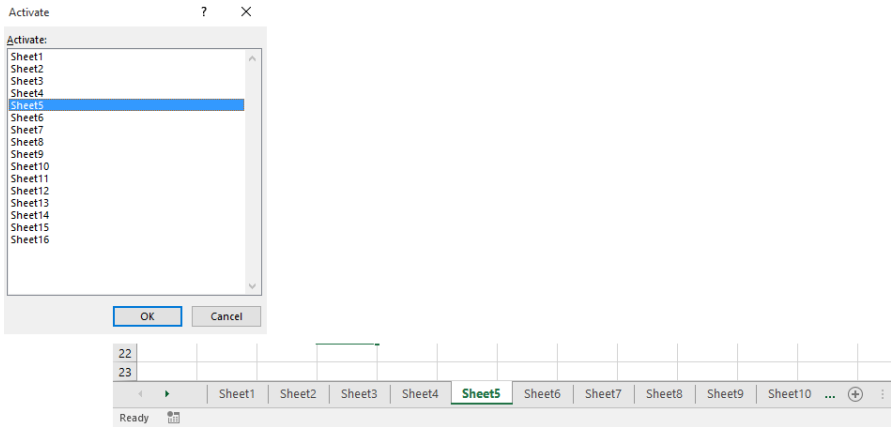 Activate ? ×
Activate:
Sheet1
Sheet2
Sheet3
Sheet4
Sheet5
Sheet6
Sheet7
Sheet8
Sheet9
Sheet10
Sheet11
Sheet12
Sheet13
Sheet14
Sheet15
Sheet16
OK Cancel
22
23
Sheet1 Sheet2 Sheet3 Sheet4 Sheet5 Sheet6 Sheet7 Sheet8 Sheet9 Sheet10 ...
Ready